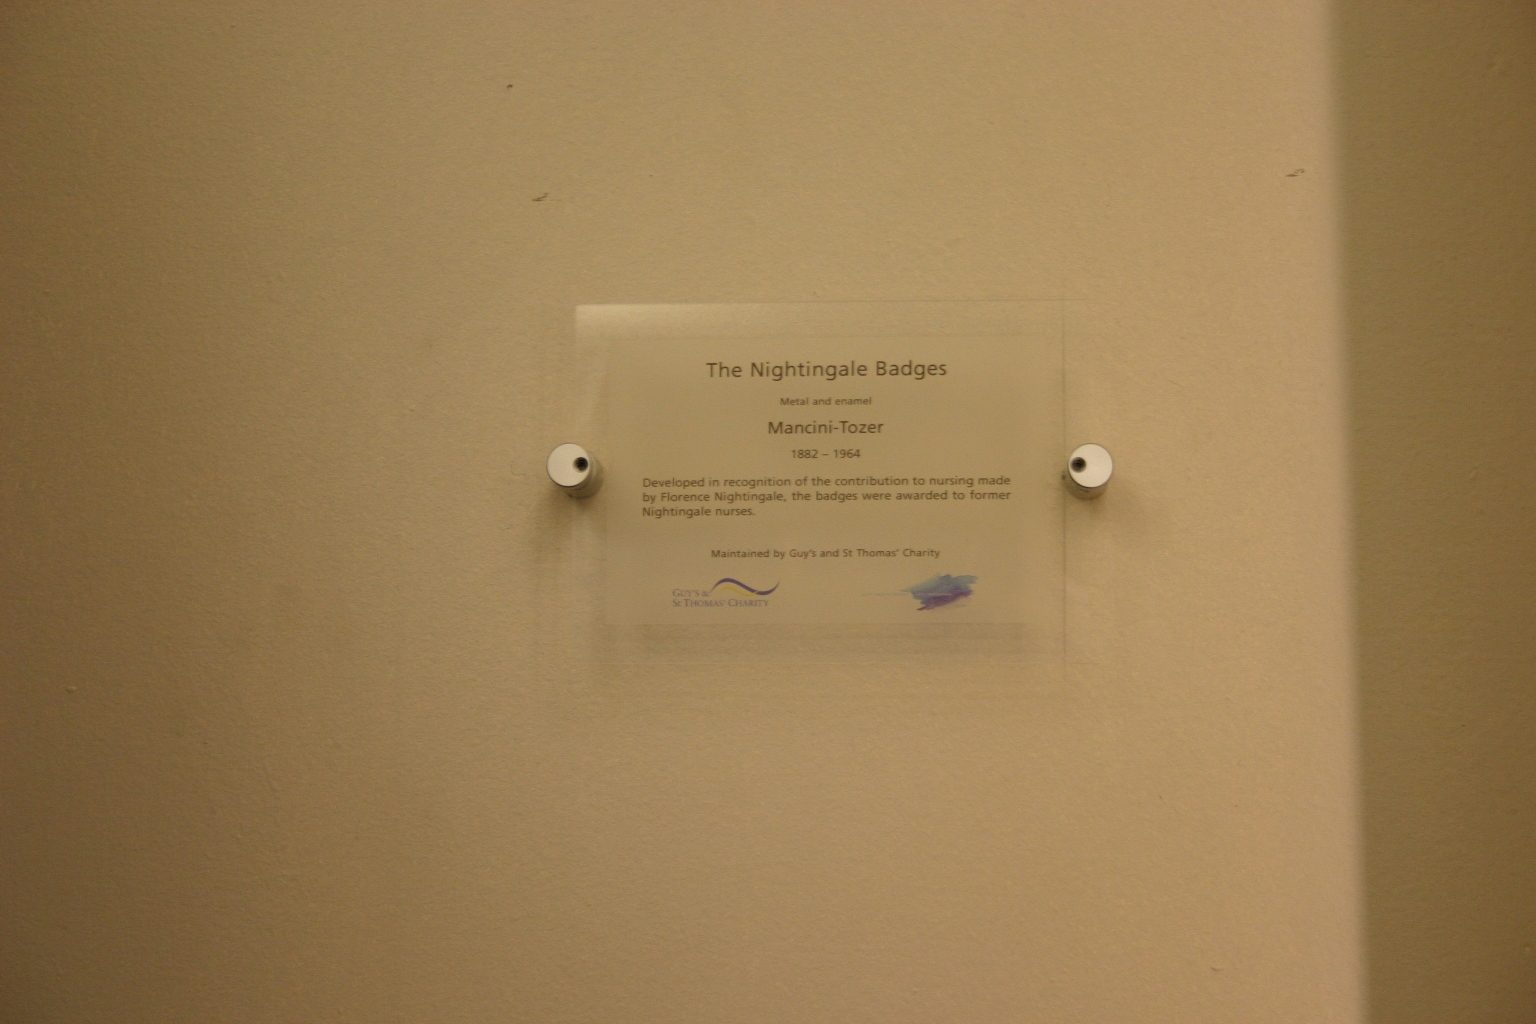 The Nightingale Badges
Metal and enamel
Mancini-Tozer
1882 – 1964
Developed in recognition of the contribution to nursing made
by Florence Nightingale, the badges were awarded to former
Nightingale nurses.
Maintained by Guy's and St Thomas' Charity
GUY'S &
ST THOMAS' CHARITY